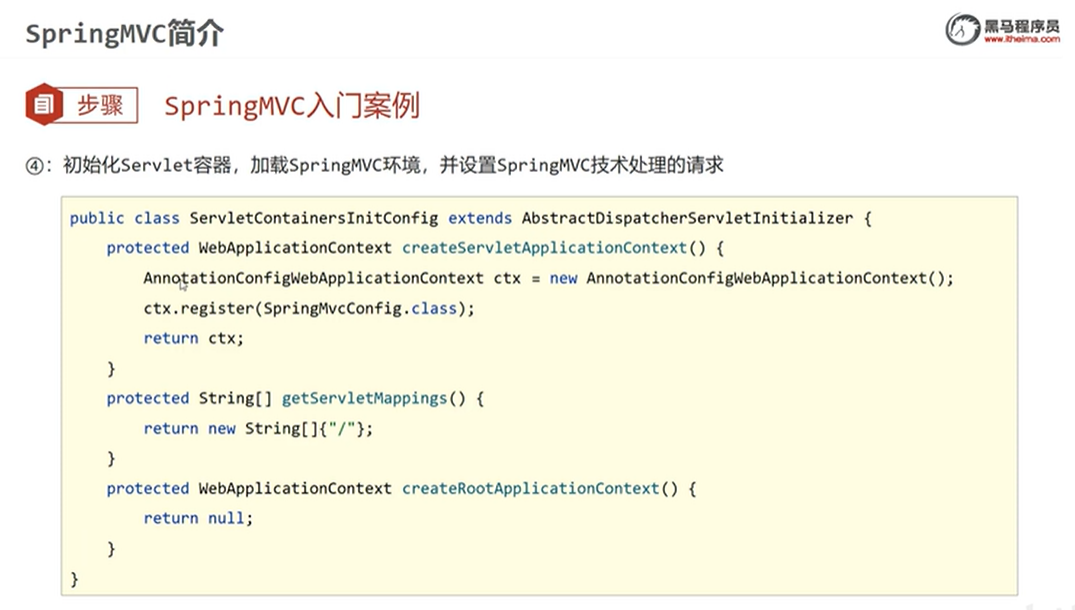 SpringMVC简介
黑马程序员
www.itheima.com
步骤
SpringMVC入门案例
④：初始化Servlet容器，加载SpringMVC环境，并设置SpringMVC技术处理的请求
public class ServletContainersInitConfig extends AbstractDispatcherServletInitializer {
    protected WebApplicationContext createServletApplicationContext() {
        AnnotationConfigWebApplicationContext ctx = new AnnotationConfigWebApplicationContext();
        ctx.register(SpringMvcConfig.class);
        return ctx;
    }
    protected String[] getServletMappings() {
        return new String[]{"/"};
    }
    protected WebApplicationContext createRootApplicationContext() {
        return null;
    }
}